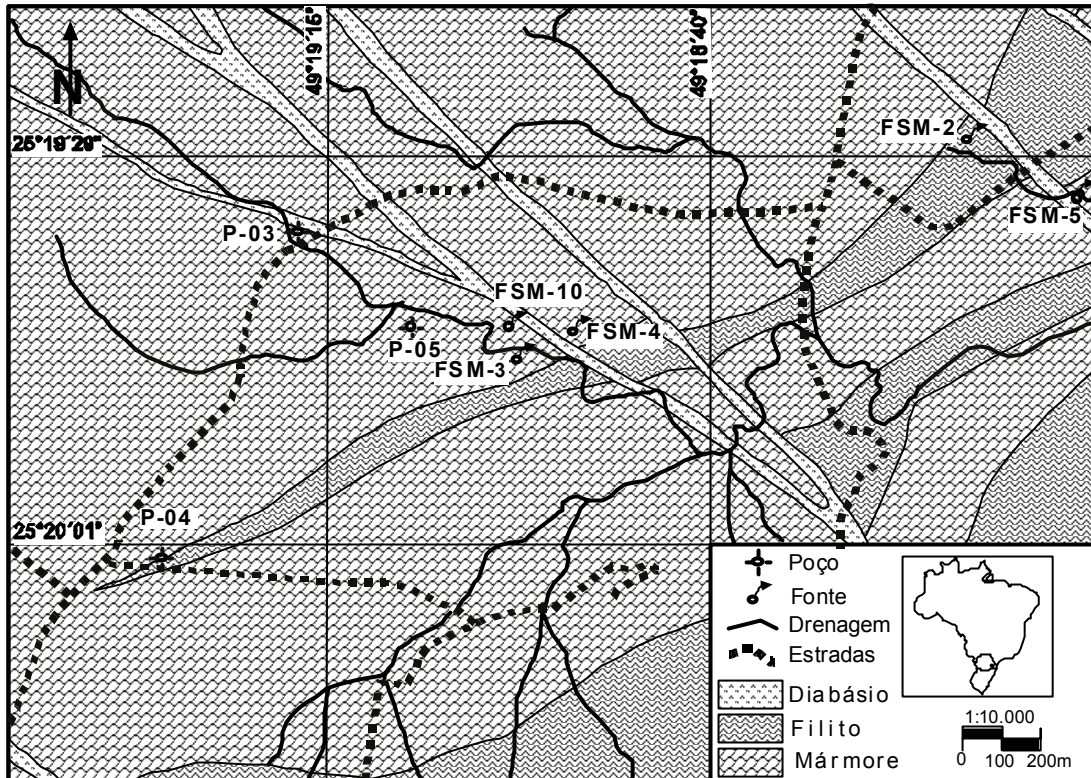 N
49°19´15"
49°18´40"
25°19´29"
25°20´01"
FSM-2
FSM-5
P-03
FSM-10
FSM-4
P-05
FSM-3
P-04
Poço
Fonte
Drenagem
Estradas
Diabásio
Filito
Mármore
1:10.000
0 100 200m